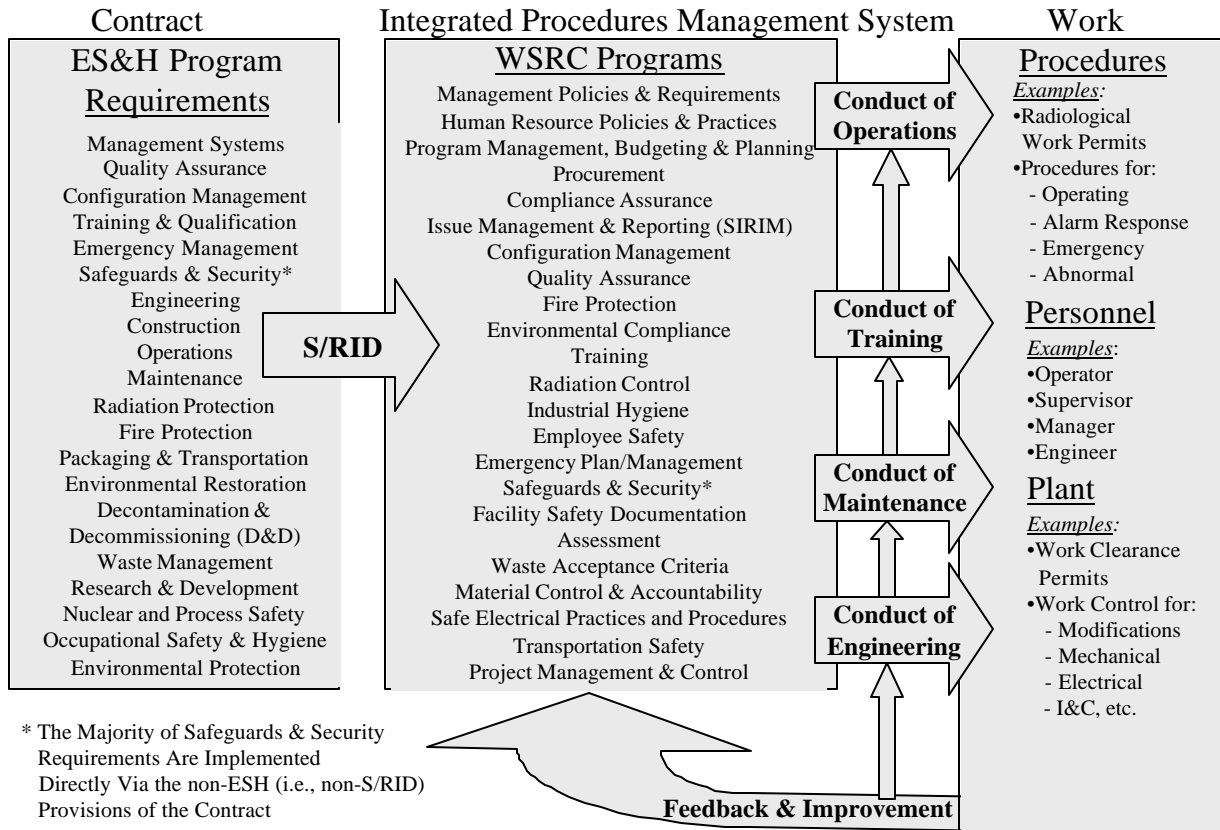 Contract
Integrated Procedures Management System
Work
ES&H Program
Requirements
Management Systems
Quality Assurance
Configuration Management
Training & Qualification
Emergency Management
Safeguards & Security*
Engineering
Construction
Operations
Maintenance
Radiation Protection
Fire Protection
Packaging & Transportation
Environmental Restoration
Decontamination &
Decommissioning (D&D)
Waste Management
Research & Development
Nuclear and Process Safety
Occupational Safety & Hygiene
Environmental Protection
S/RID
WSRC Programs
Management Policies & Requirements
Human Resource Policies & Practices
Program Management, Budgeting & Planning
Procurement
Compliance Assurance
Issue Management & Reporting (SIRIM)
Configuration Management
Quality Assurance
Fire Protection
Environmental Compliance
Training
Radiation Control
Industrial Hygiene
Employee Safety
Emergency Plan/Management
Safeguards & Security*
Facility Safety Documentation
Assessment
Waste Acceptance Criteria
Material Control & Accountability
Safe Electrical Practices and Procedures
Transportation Safety
Project Management & Control
Conduct of
Operations
Conduct of
Training
Conduct of
Maintenance
Conduct of
Engineering
Procedures
Examples:
•Radiological
Work Permits
•Procedures for:
- Operating
- Alarm Response
- Emergency
- Abnormal
Personnel
Examples:
•Operator
•Supervisor
•Manager
•Engineer
Plant
Examples:
•Work Clearance
Permits
•Work Control for:
- Modifications
- Mechanical
- Electrical
- I&C, etc.
* The Majority of Safeguards & Security
Requirements Are Implemented
Directly Via the non-ESH (i.e., non-S/RID)
Provisions of the Contract
Feedback & Improvement